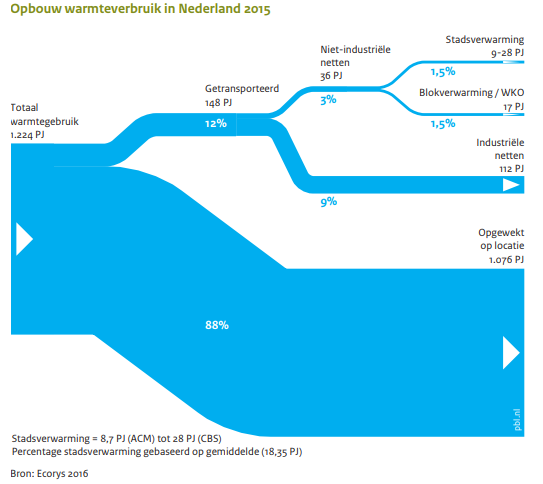 Opbouw warmteverbruik in Nederland 2015
Totaal
warmtegebruik
1.224 PJ
Getransporteerd
148 PJ
12%
Niet-industriële
netten
36 PJ
3%
Stadsverwarming
9-28 PJ
1,5%
Blokverwarming / WKO
17 PJ
1,5%
Industriële
netten
112 PJ
9%
Opgewekt
op locatie
1.076 PJ
88%
pbl.nl
Stadsverwarming = 8,7 PJ (ACM) tot 28 PJ (CBS)
Percentage stadsverwarming gebaseerd op gemiddelde (18,35 PJ)
Bron: Ecorys 2016